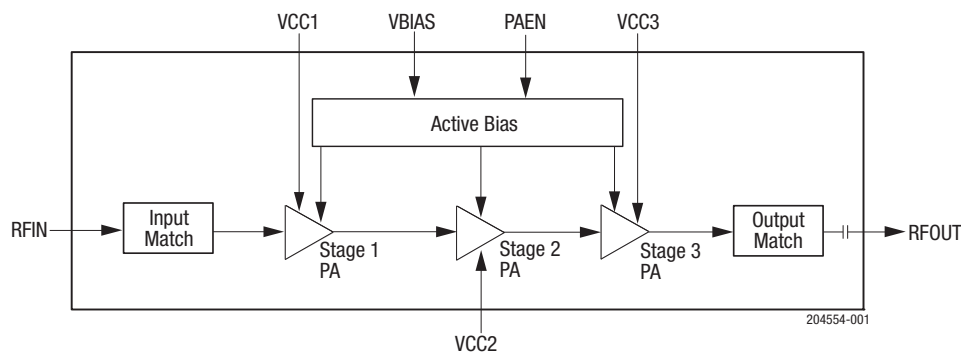 VCC1
VBIAS
PAEN
VCC3
Active Bias
RFIN
Input
Match
Stage 1
PA
Stage 2
PA
Stage 3
PA
Output
Match
RFOUT
204554-001
VCC2